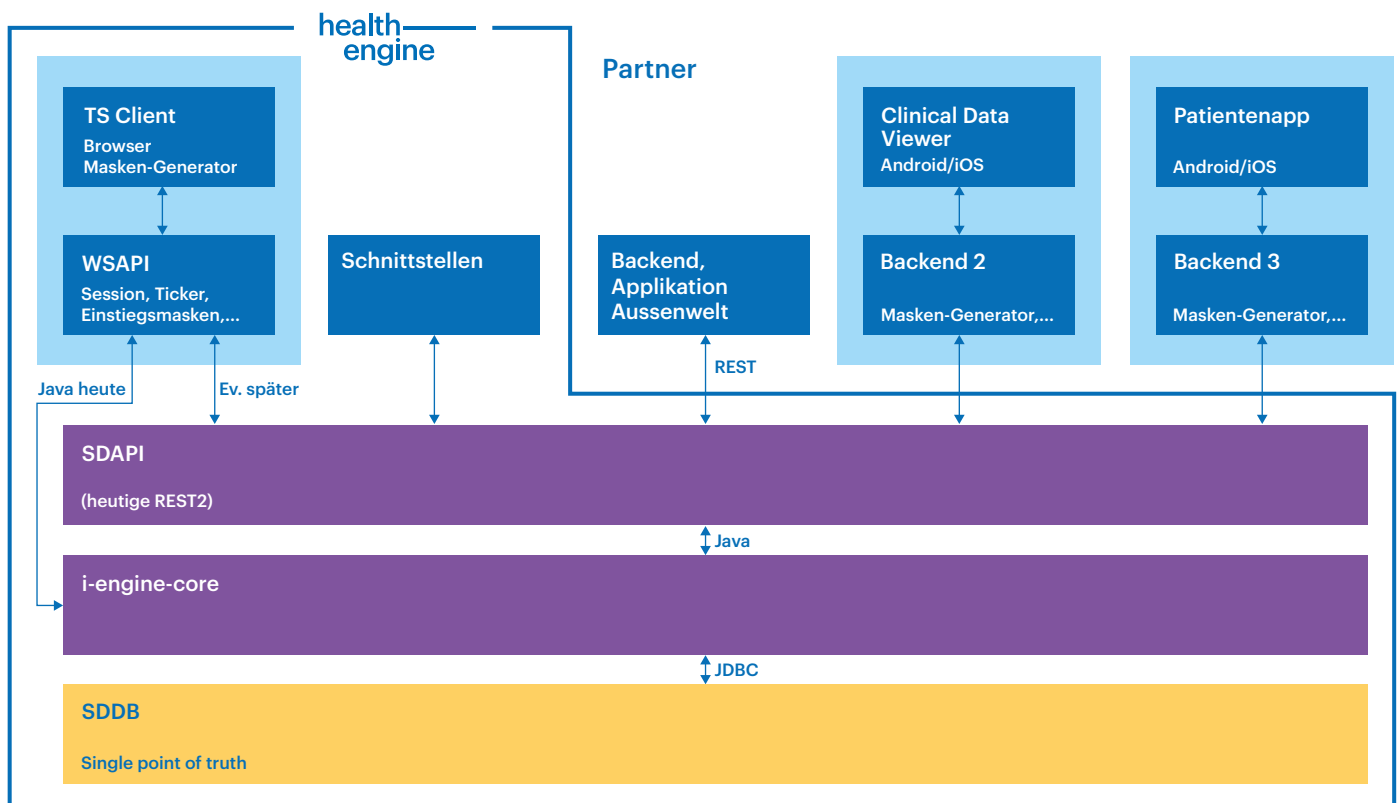 health
engine
Partner
TS Client
Browser
Masken-Generator
Clinical Data
Viewer
Android/iOS
Patientenapp
Android/iOS
WSAPI
Session, Ticker,
Einstiegsmasken,...
Schnittstellen
Backend,
Applikation
Aussenwelt
Backend 2
Masken-Generator,...
Backend 3
Masken-Generator,...
Java heute
Ev. später
REST
SDAPI
(heutige REST2)
Java
i-engine-core
JDBC
SDDB
Single point of truth